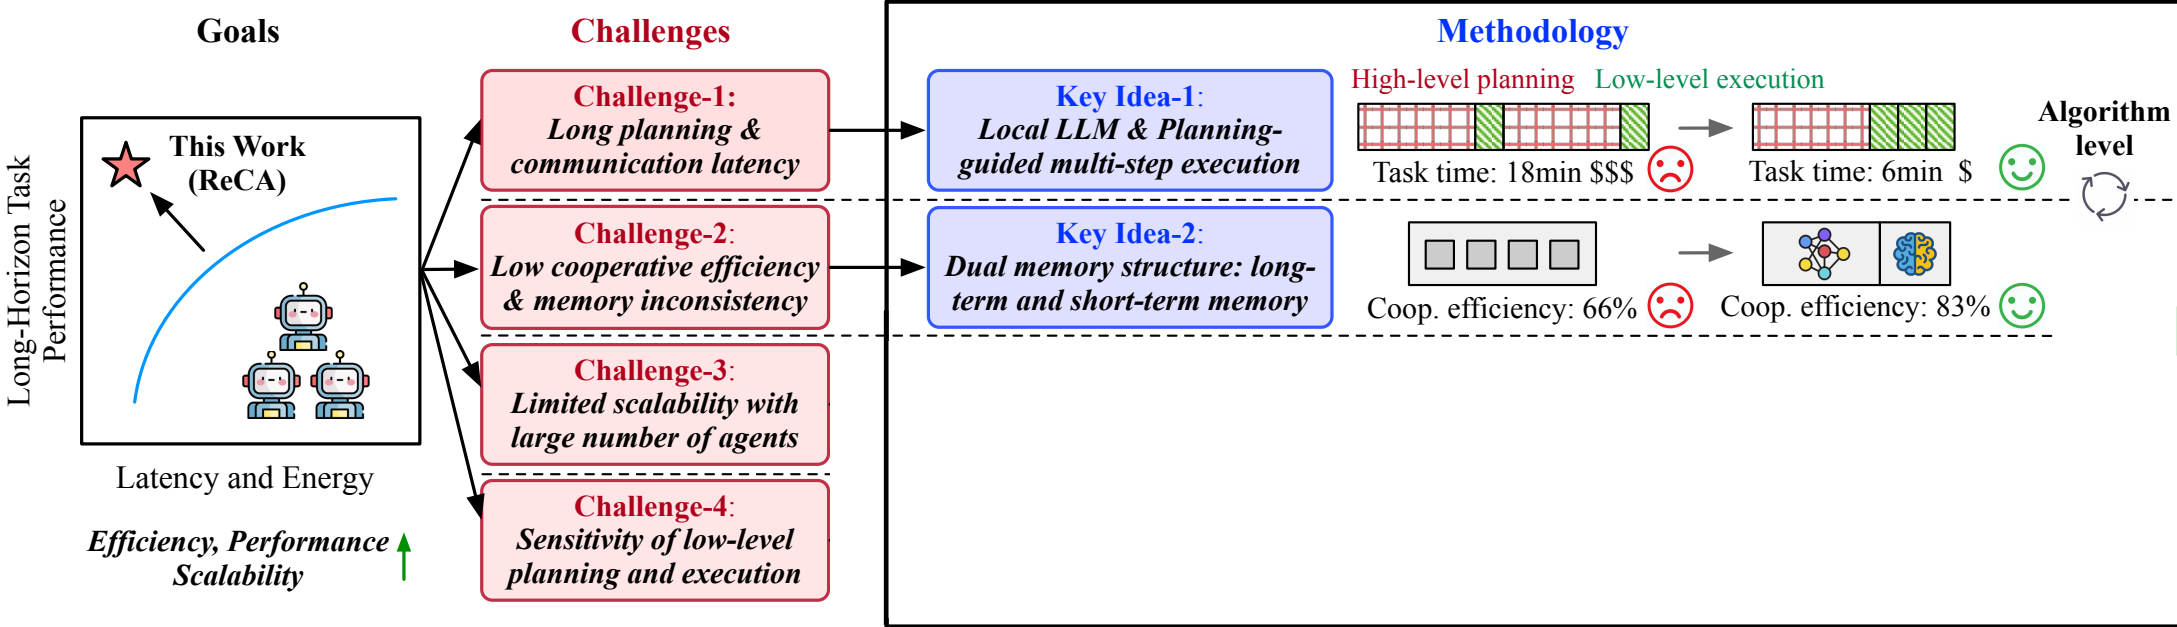 Goals
Challenges
Methodology
Long-Horizon Task
Performance
This Work
(ReCA)
Latency and Energy
Efficiency, Performance
Scalability
Challenge-1:
Long planning &
communication latency
Challenge-2:
Low cooperative efficiency
& memory inconsistency
Challenge-3:
Limited scalability with
large number of agents
Challenge-4:
Sensitivity of low-level
planning and execution
Key Idea-1:
Local LLM & Planning-
guided multi-step execution
Key Idea-2:
Dual memory structure: long-
term and short-term memory
High-level planning
Low-level execution
Task time: 18min $$$
Task time: 6min $
Coop. efficiency: 66%
Coop. efficiency: 83%
Algorithm
level